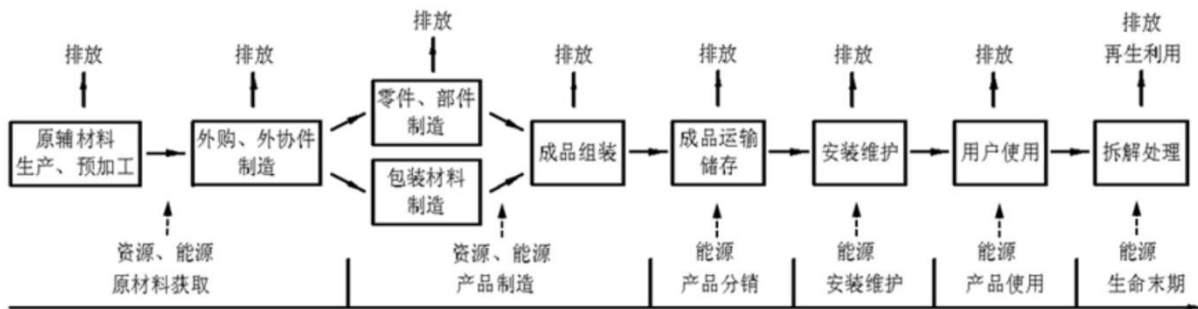 排放
再生利用
排放
排放
排放
排放
排放
排放
排放
原辅材料
生产、预加工
外购、外协件
制造
零件、部件
制造
包装材料
制造
成品组装
成品运输
储存
安装维护
用户使用
拆解处理
资源、能源
资源、能源
能源
能源
能源
能源
原材料获取
产品制造
产品分销
安装维护
产品使用
生命末期